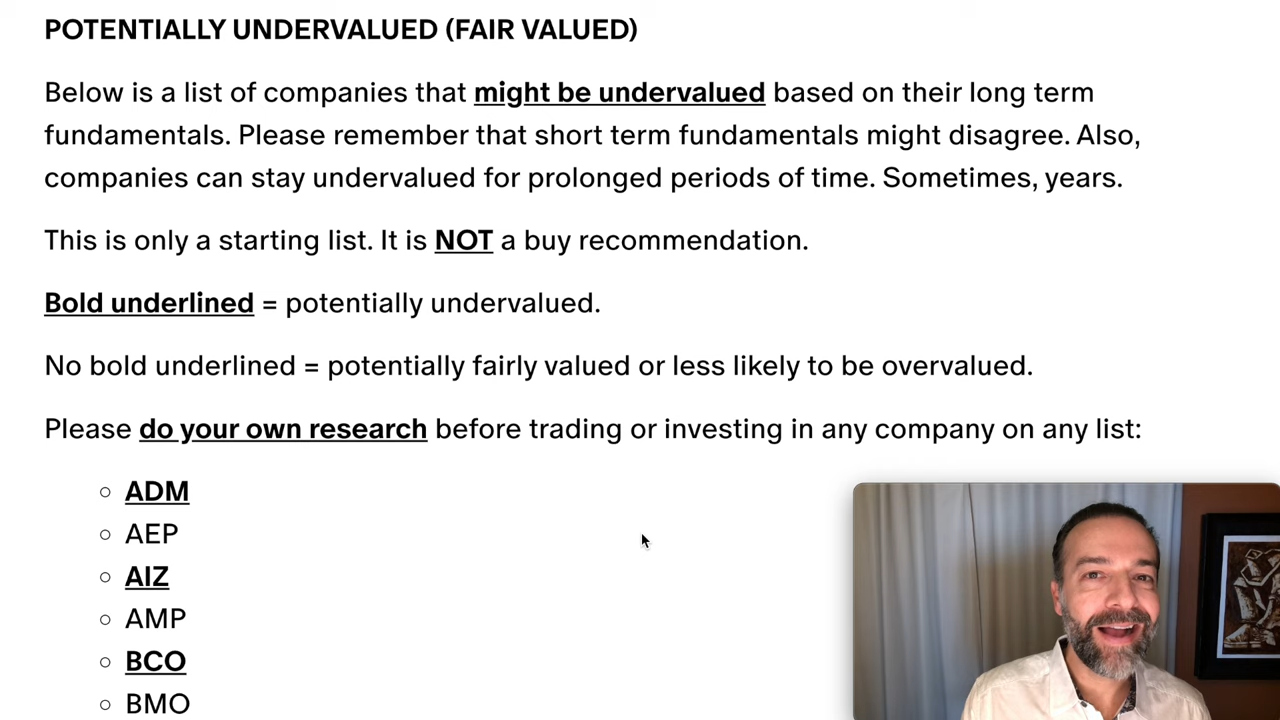 POTENTIALLY UNDERVALUED (FAIR VALUED)
Below is a list of companies that might be undervalued based on their long term
fundamentals. Please remember that short term fundamentals might disagree. Also,
companies can stay undervalued for prolonged periods of time. Sometimes, years.
This is only a starting list. It is NOT a buy recommendation.
Bold underlined = potentially undervalued.
No bold underlined = potentially fairly valued or less likely to be overvalued.
Please do your own research before trading or investing in any company on any list:
ADM
AEP
AIZ
AMP
BCO
BMO